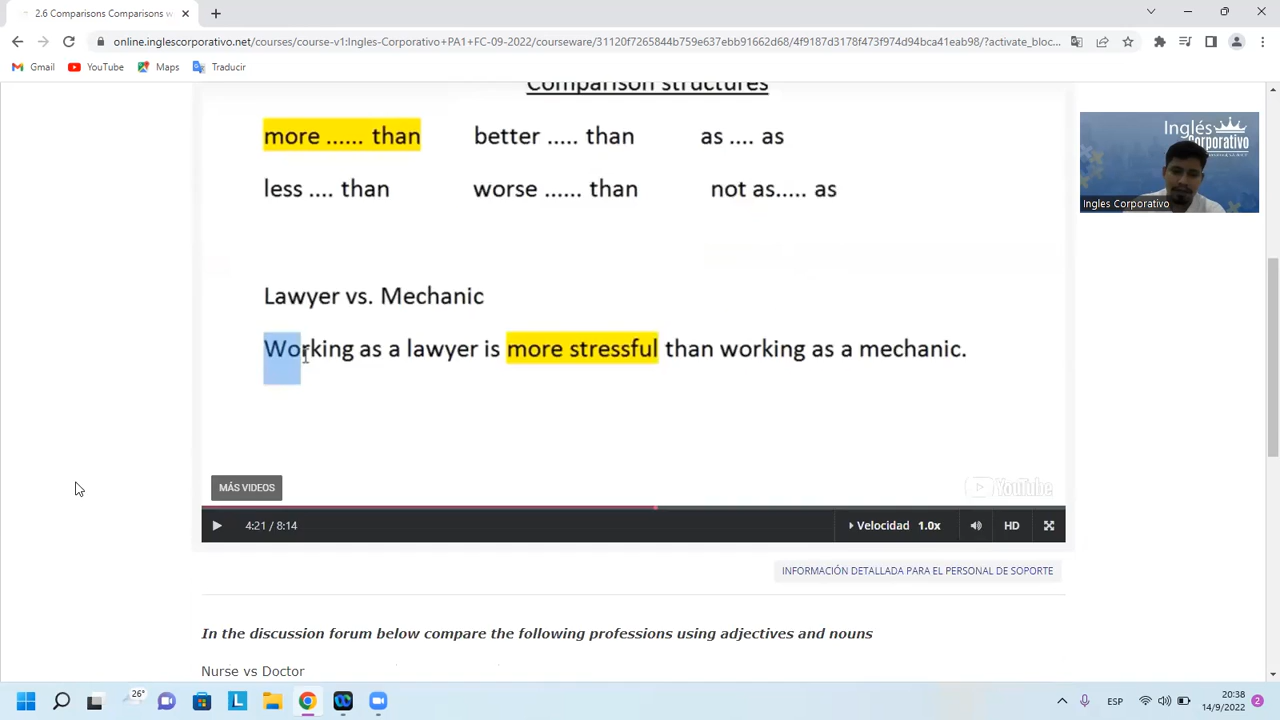 2.6 Comparisons Comparisons w
online.inglescorporativo.net/courses/course-v1:Ingles-Corporativo+PA1+FC-09-2022/courseware/31120f7265844b759e637ebb91662d68/4f9187d3178f473f974d94bca41eab98/?activate_bloc...
Gmail YouTube Maps Traducir
Comparison structures
more ...... than better ..... than as .... as
less .... than worse ...... than not as..... as
Inglés
Corporativo
Ingles Corporativo
Lawyer vs. Mechanic
Working as a lawyer is more stressful than working as a mechanic.
MÁS VIDEOS
YouTube
4:21 / 8:14 Velocidad 1.0x HD
INFORMACIÓN DETALLADA PARA EL PERSONAL DE SOPORTE
In the discussion forum below compare the following professions using adjectives and nouns
Nurse vs Doctor
26°
L
ESP
20:38
14/9/2022
2